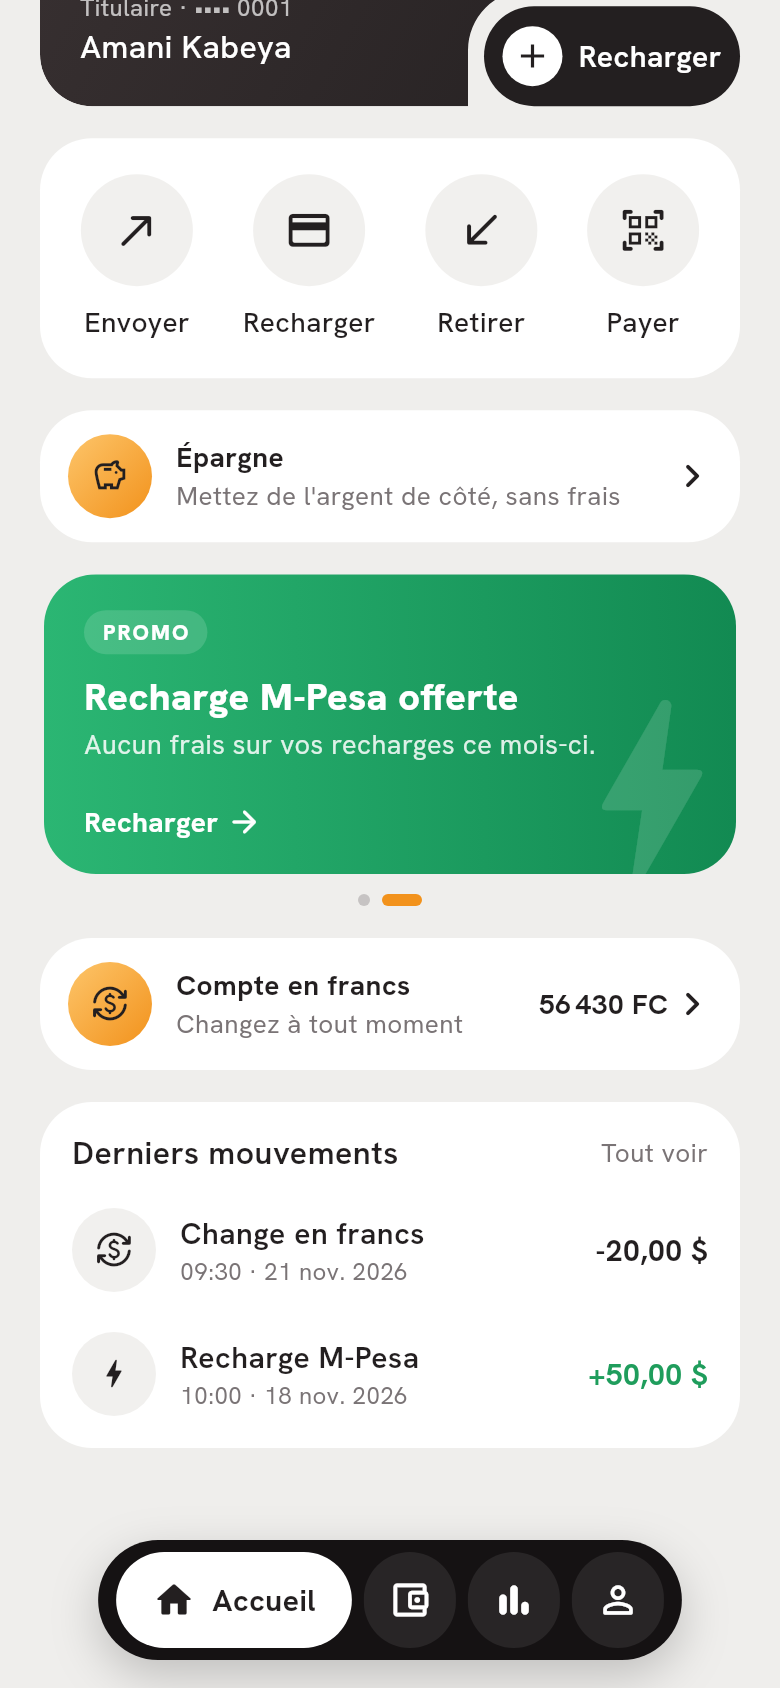 Titulaire · ▪▪▪▪ 0001
Amani Kabeya
Recharger
Envoyer
Recharger
Retirer
Payer
Épargne
Mettez de l'argent de côté, sans frais
PROMO
Recharge M-Pesa offerte
Aucun frais sur vos recharges ce mois-ci.
Recharger
Compte en francs
Changez à tout moment
56 430 FC
Derniers mouvements
Tout voir
Change en francs
09:30 · 21 nov. 2026
-20,00 $
Recharge M-Pesa
10:00 · 18 nov. 2026
+50,00 $
Accueil